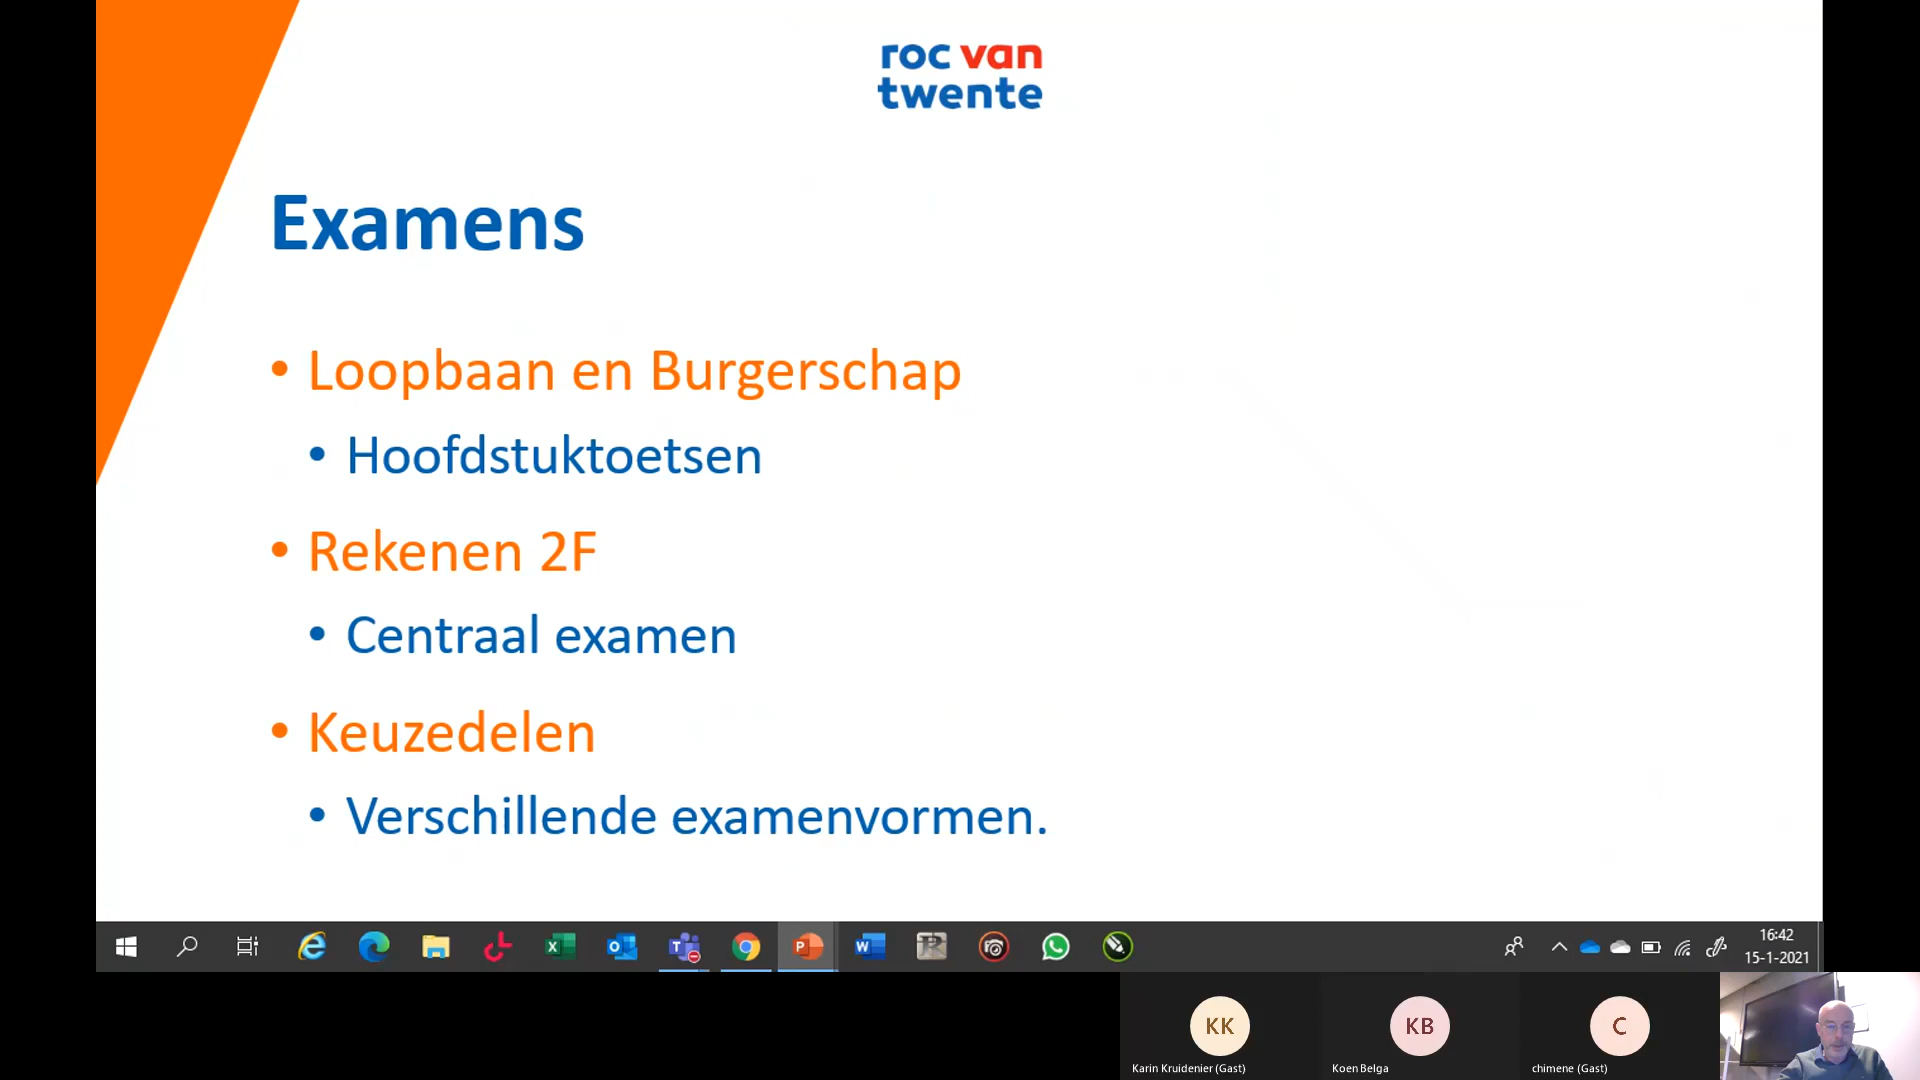 roc van
twente
Examens
• Loopbaan en Burgerschap
• Hoofdstuktoetsen
• Rekenen 2F
• Centraal examen
• Keuzedelen
• Verschillende examenvormen.
16:42
15-1-2021
KK
KB
C
Karin Kruidenier (Gast)
Koen Belga
chimene (Gast)